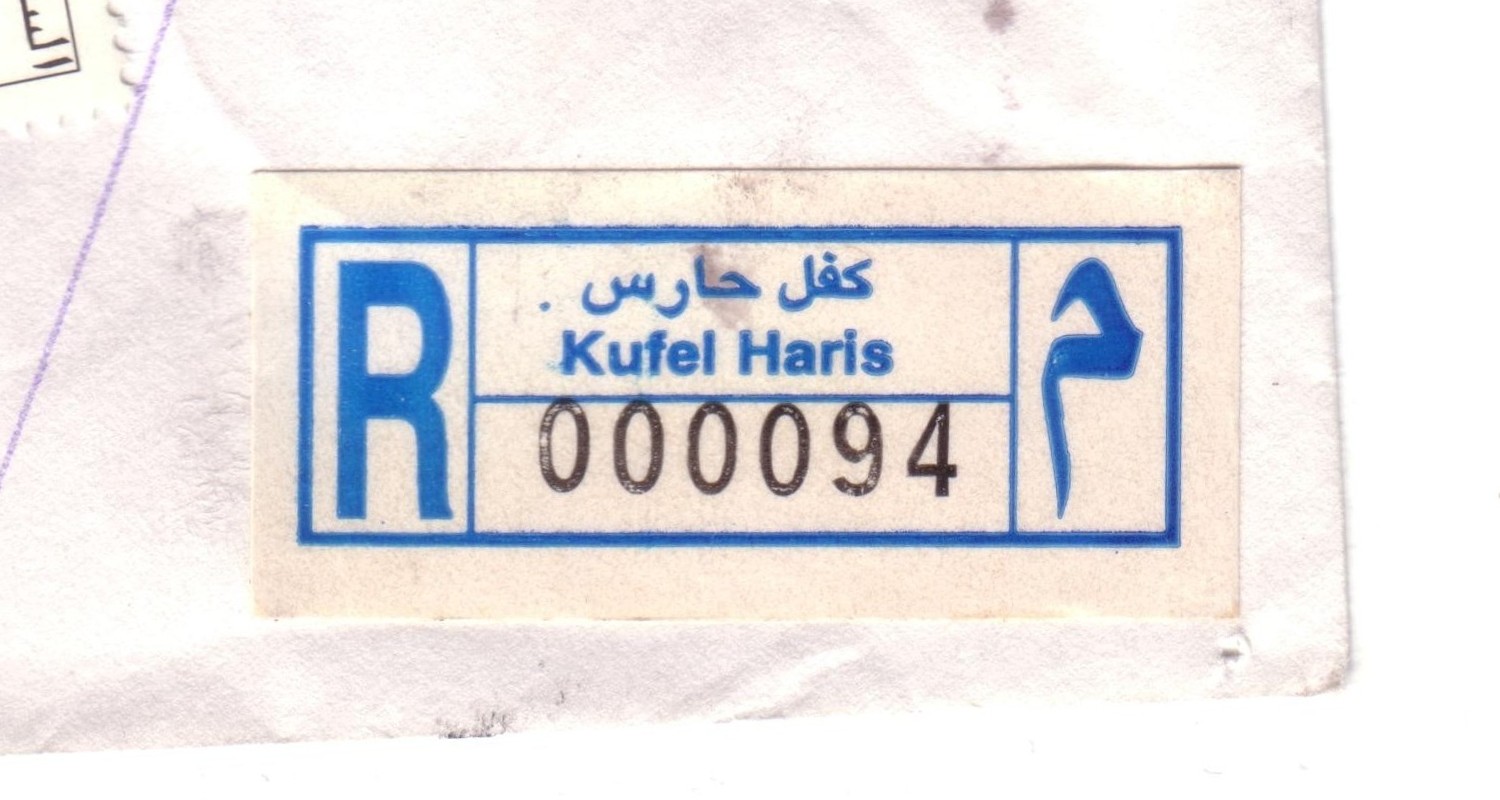 R
كفل حارس .
Kufel Haris
000094
م